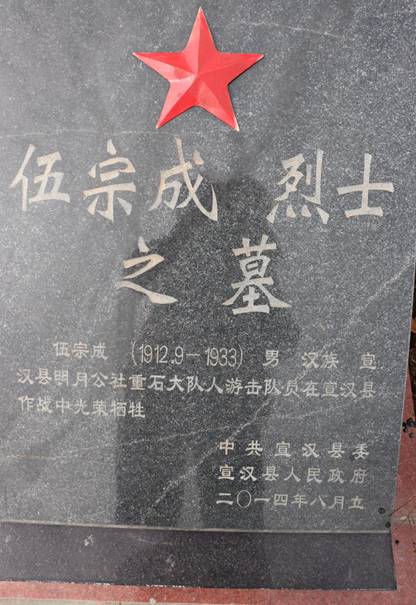 伍宗成 烈士
之墓
伍宗成 (1912.9－1933) 男 汉族 宣
汉县明月公社重石大队人游击队员在宣汉县
作战中光荣牺牲
中共宣汉县委
宣汉县人民政府
二〇一四年八月立